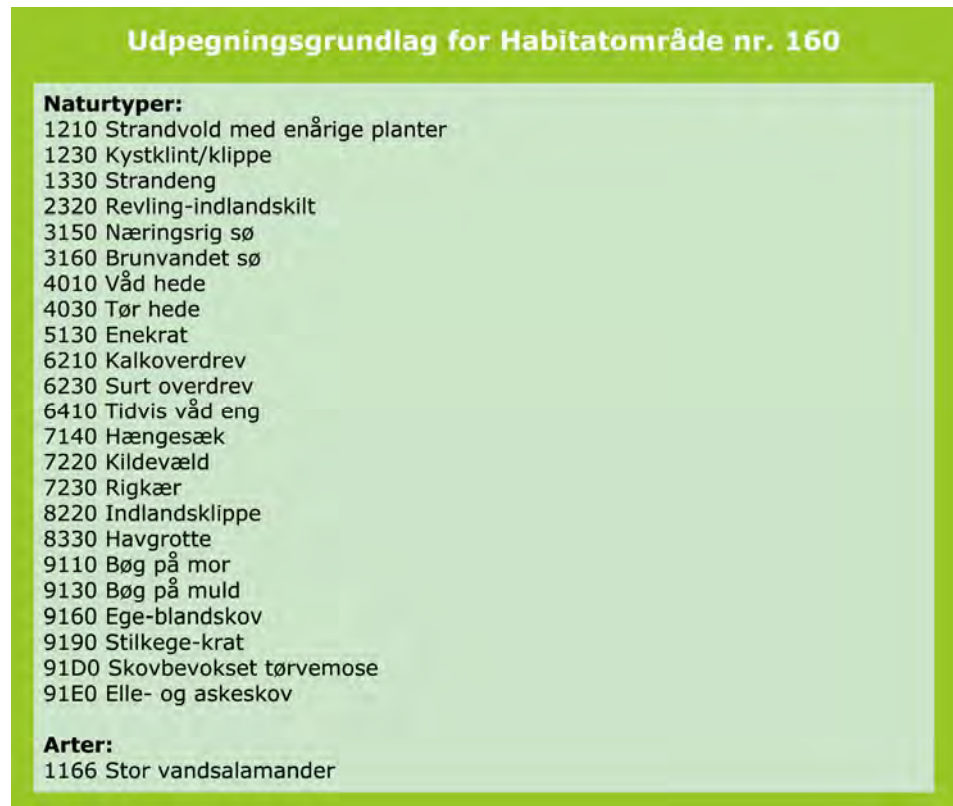 Udpegningsgrundlag for Habitatområde nr. 160
Naturtyper:
1210 Strandvold med enårige planter
1230 Kystklint/klippe
1330 Strandeng
2320 Revling-indlandskilt
3150 Næringsrig sø
3160 Brunvandet sø
4010 Våd hede
4030 Tør hede
5130 Enekrat
6210 Kalkoverdrev
6230 Surt overdrev
6410 Tidvis våd eng
7140 Hængesæk
7220 Kildevæld
7230 Rigkær
8220 Indlandsklippe
8330 Havgrotte
9110 Bøg på mor
9130 Bøg på muld
9160 Ege-blandskov
9190 Stilkege-krat
91D0 Skovbevokset tørvemose
91E0 Elle- og askeskov
Arter:
1166 Stor vandsalamander